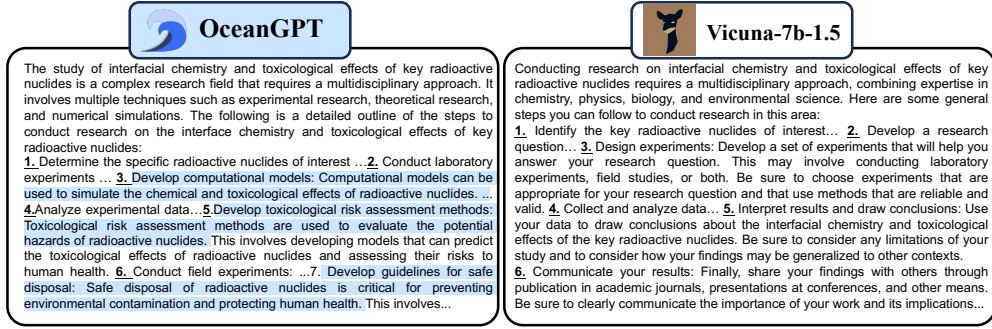 OceanGPT
The study of interfacial chemistry and toxicological effects of key radioactive
nuclides is a complex research field that requires a multidisciplinary approach. It
involves multiple techniques such as experimental research, theoretical research,
and numerical simulations. The following is a detailed outline of the steps to
conduct research on the interface chemistry and toxicological effects of key
radioactive nuclides:
1. Determine the specific radioactive nuclides of interest …2. Conduct laboratory
experiments … 3. Develop computational models: Computational models can be
used to simulate the chemical and toxicological effects of radioactive nuclides. ...
4.Analyze experimental data…5.Develop toxicological risk assessment methods:
Toxicological risk assessment methods are used to evaluate the potential
hazards of radioactive nuclides. This involves developing models that can predict
the toxicological effects of radioactive nuclides and assessing their risks to
human health. 6. Conduct field experiments: ...7. Develop guidelines for safe
disposal: Safe disposal of radioactive nuclides is critical for preventing
environmental contamination and protecting human health. This involves...
Vicuna-7b-1.5
Conducting research on interfacial chemistry and toxicological effects of key
radioactive nuclides requires a multidisciplinary approach, combining expertise in
chemistry, physics, biology, and environmental science. Here are some general
steps you can follow to conduct research in this area:
1. Identify the key radioactive nuclides of interest… 2. Develop a research
question… 3. Design experiments: Develop a set of experiments that will help you
answer your research question. This may involve conducting laboratory
experiments, field studies, or both. Be sure to choose experiments that are
appropriate for your research question and that use methods that are reliable and
valid. 4. Collect and analyze data… 5. Interpret results and draw conclusions: Use
your data to draw conclusions about the interfacial chemistry and toxicological
effects of the key radioactive nuclides. Be sure to consider any limitations of your
study and to consider how your findings may be generalized to other contexts.
6. Communicate your results: Finally, share your findings with others through
publication in academic journals, presentations at conferences, and other means.
Be sure to clearly communicate the importance of your work and its implications...